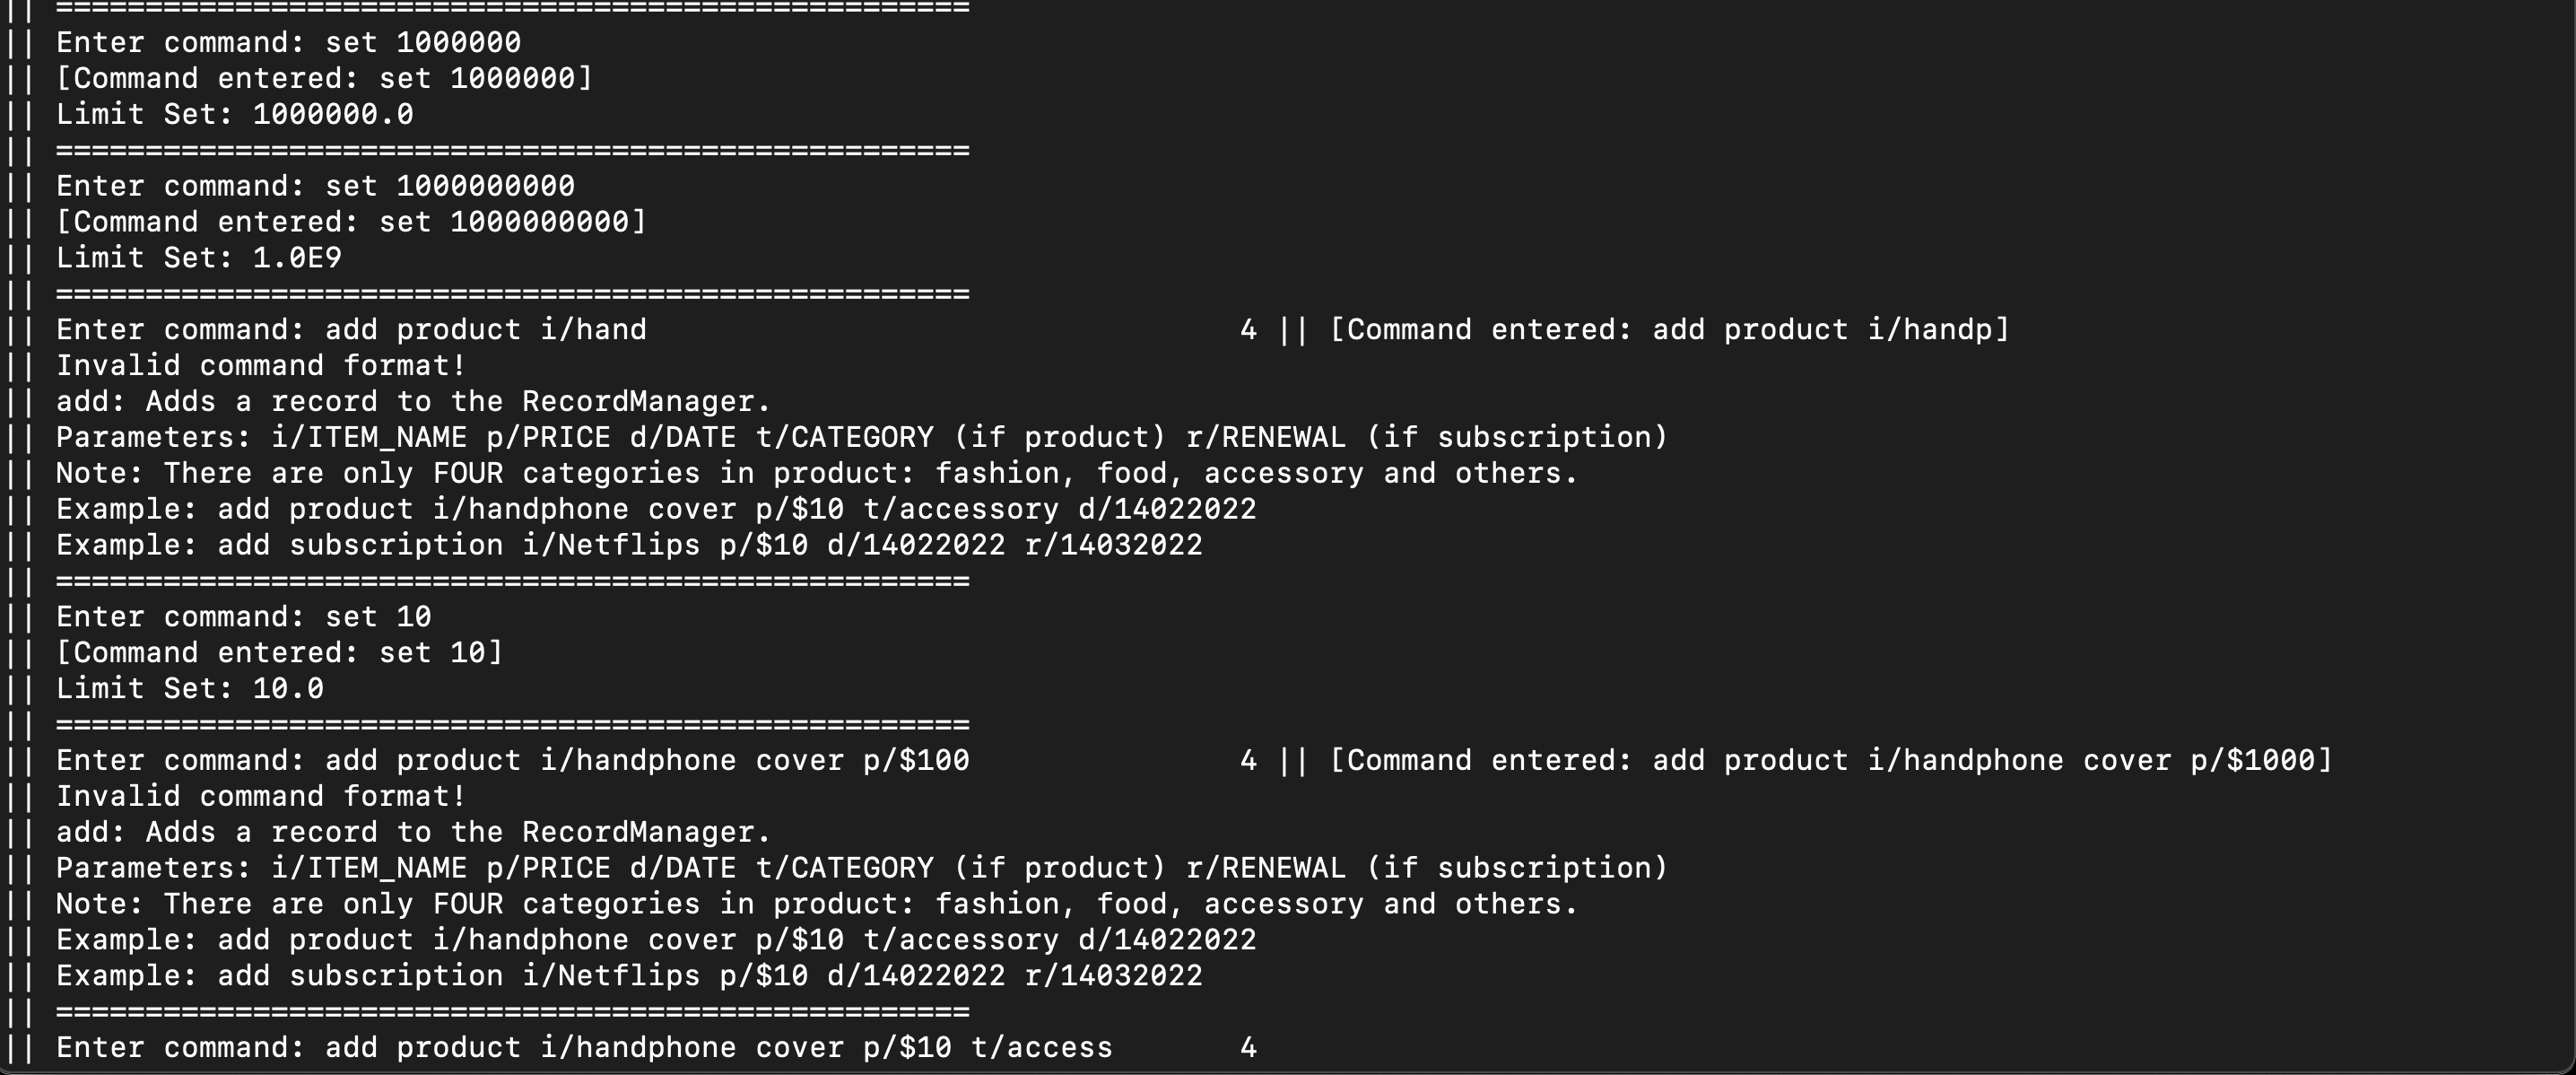 || ===================================================
|| Enter command: set 1000000
|| [Command entered: set 1000000]
|| Limit Set: 1000000.0
|| ===================================================
|| Enter command: set 1000000000
|| [Command entered: set 1000000000]
|| Limit Set: 1.0E9
|| ===================================================
|| Enter command: add product i/hand                                 4 || [Command entered: add product i/handp]
|| Invalid command format!
|| add: Adds a record to the RecordManager.
|| Parameters: i/ITEM_NAME p/PRICE d/DATE t/CATEGORY (if product) r/RENEWAL (if subscription)
|| Note: There are only FOUR categories in product: fashion, food, accessory and others.
|| Example: add product i/handphone cover p/$10 t/accessory d/14022022
|| Example: add subscription i/Netflips p/$10 d/14022022 r/14032022
|| ===================================================
|| Enter command: set 10
|| [Command entered: set 10]
|| Limit Set: 10.0
|| ===================================================
|| Enter command: add product i/handphone cover p/$100               4 || [Command entered: add product i/handphone cover p/$1000]
|| Invalid command format!
|| add: Adds a record to the RecordManager.
|| Parameters: i/ITEM_NAME p/PRICE d/DATE t/CATEGORY (if product) r/RENEWAL (if subscription)
|| Note: There are only FOUR categories in product: fashion, food, accessory and others.
|| Example: add product i/handphone cover p/$10 t/accessory d/14022022
|| Example: add subscription i/Netflips p/$10 d/14022022 r/14032022
|| ===================================================
|| Enter command: add product i/handphone cover p/$10 t/access       4